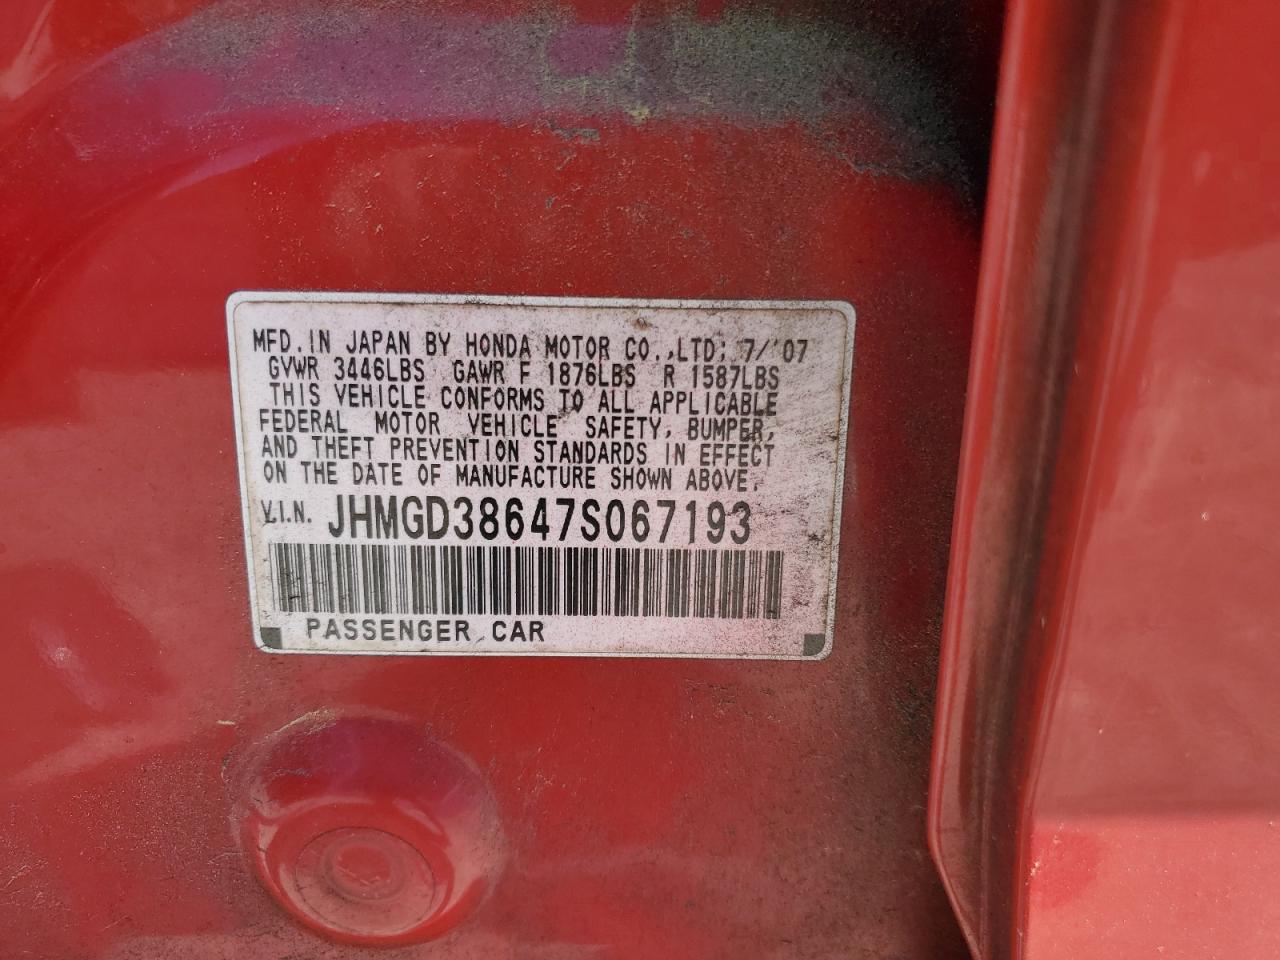 MFD. IN JAPAN BY HONDA MOTOR CO., LTD; 7/'07
GVWR 3446LBS GAWR F 1876LBS R 1587LBS
THIS VEHICLE CONFORMS TO ALL APPLICABLE
FEDERAL MOTOR VEHICLE SAFETY, BUMPER,
AND THEFT PREVENTION STANDARDS IN EFFECT
ON THE DATE OF MANUFACTURE SHOWN ABOVE.
V.I.N. JHMGD38647S067193
PASSENGER CAR